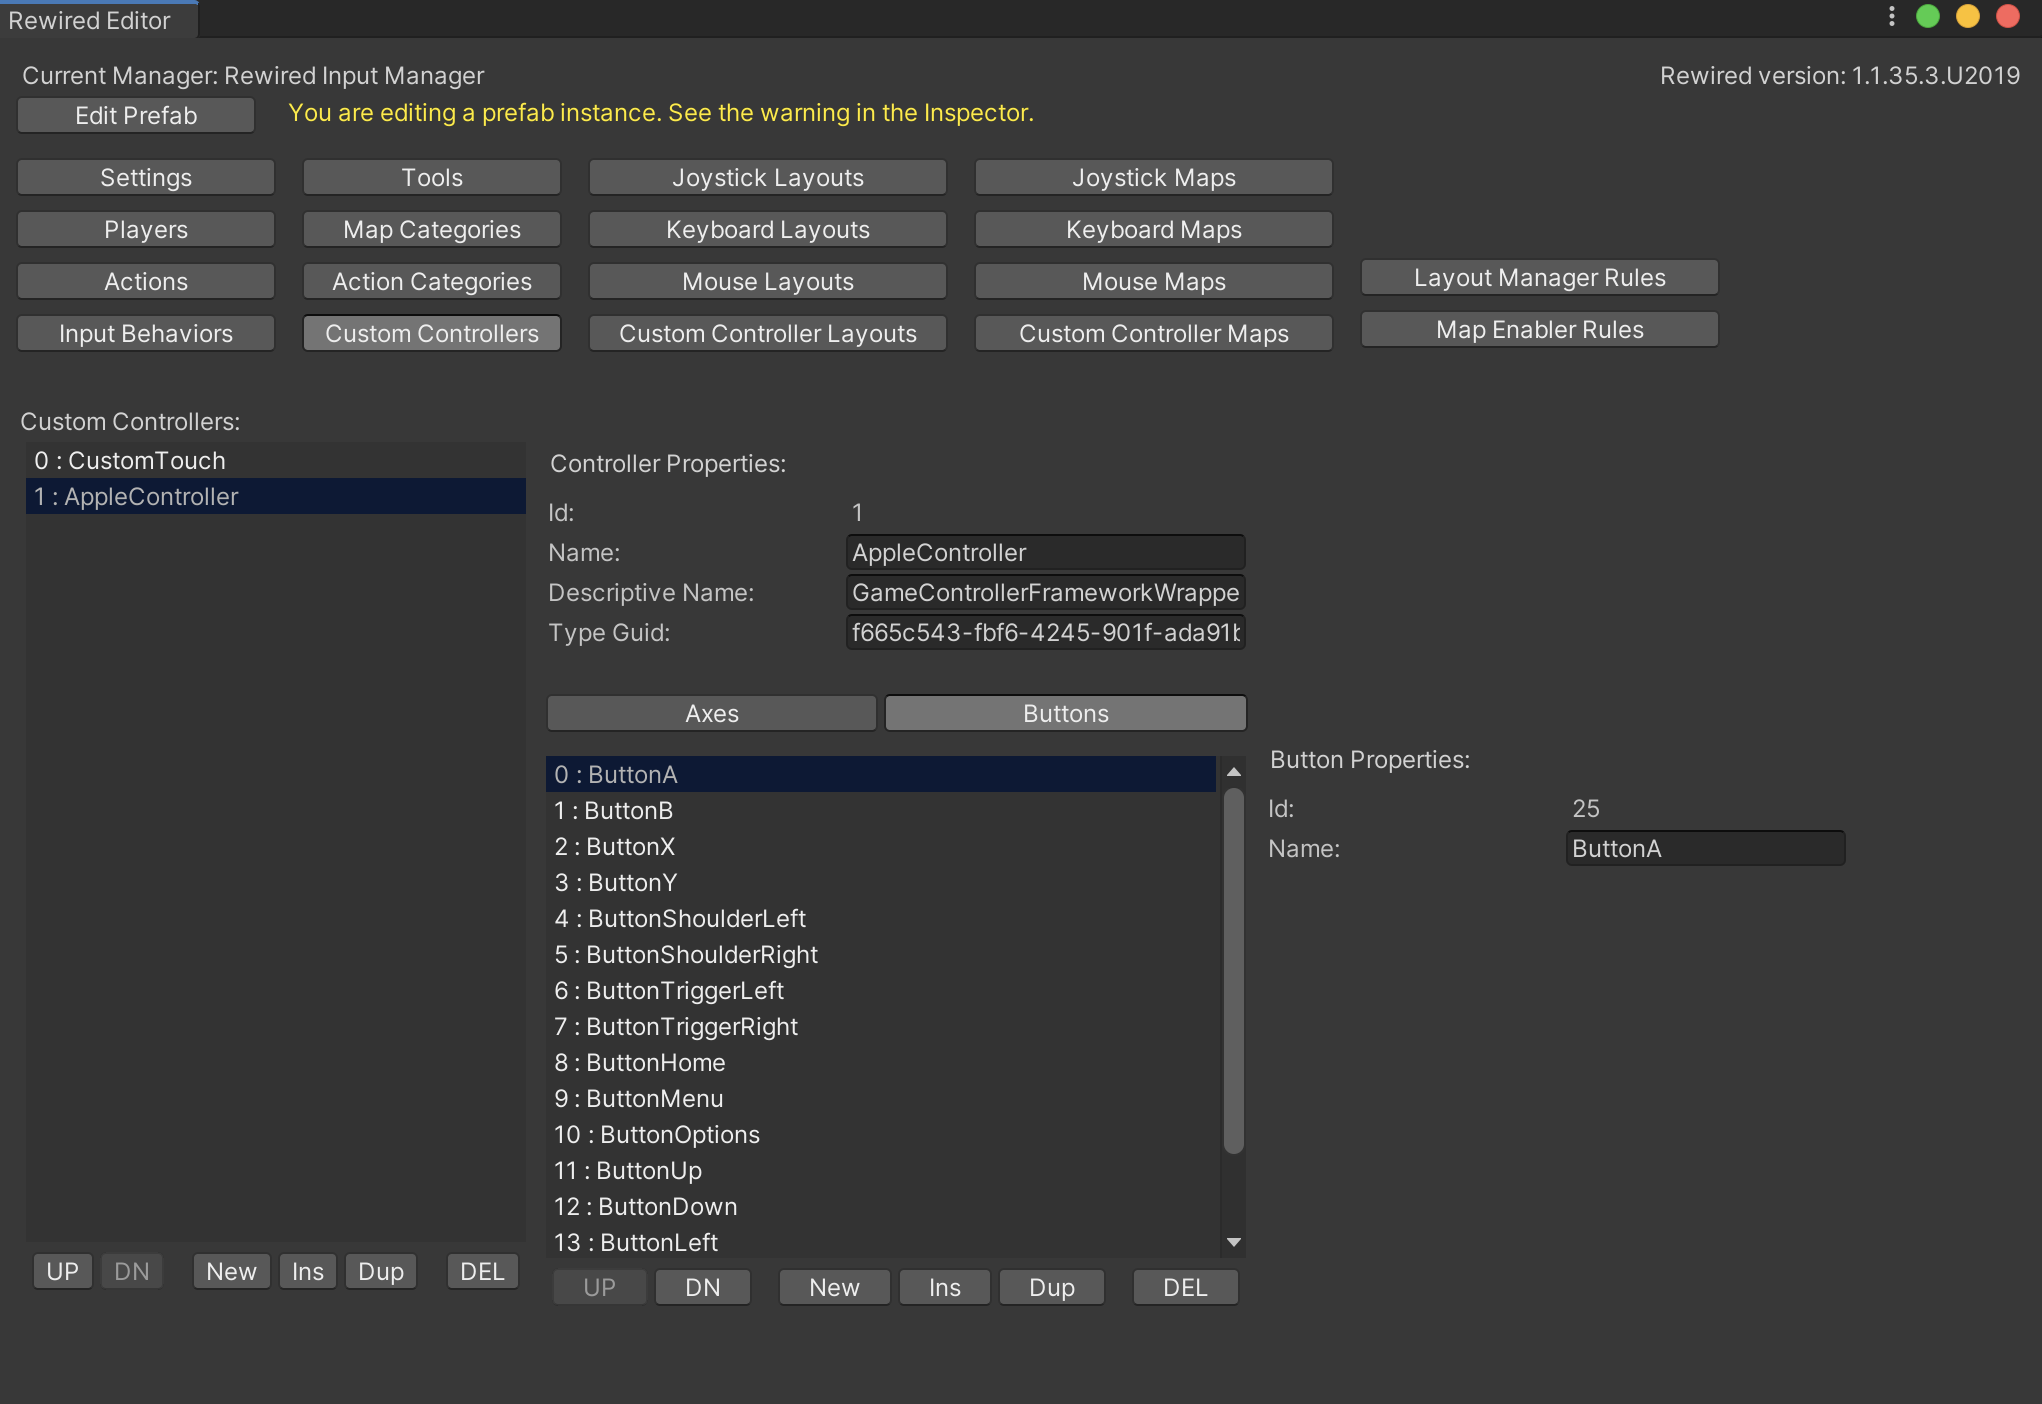 Rewired Editor
Current Manager: Rewired Input Manager
Rewired version: 1.1.35.3.U2019
Edit Prefab
You are editing a prefab instance. See the warning in the Inspector.
Settings
Tools
Joystick Layouts
Joystick Maps
Players
Map Categories
Keyboard Layouts
Keyboard Maps
Actions
Action Categories
Mouse Layouts
Mouse Maps
Layout Manager Rules
Input Behaviors
Custom Controllers
Custom Controller Layouts
Custom Controller Maps
Map Enabler Rules
Custom Controllers:
0 : CustomTouch
1 : AppleController
UP
DN
New
Ins
Dup
DEL
Controller Properties:
Id: 1
Name: AppleController
Descriptive Name: GameControllerFrameworkWrappe
Type Guid: f665c543-fbf6-4245-901f-ada91b
Axes
Buttons
0 : ButtonA
1 : ButtonB
2 : ButtonX
3 : ButtonY
4 : ButtonShoulderLeft
5 : ButtonShoulderRight
6 : ButtonTriggerLeft
7 : ButtonTriggerRight
8 : ButtonHome
9 : ButtonMenu
10 : ButtonOptions
11 : ButtonUp
12 : ButtonDown
13 : ButtonLeft
UP
DN
New
Ins
Dup
DEL
Button Properties:
Id: 25
Name: ButtonA